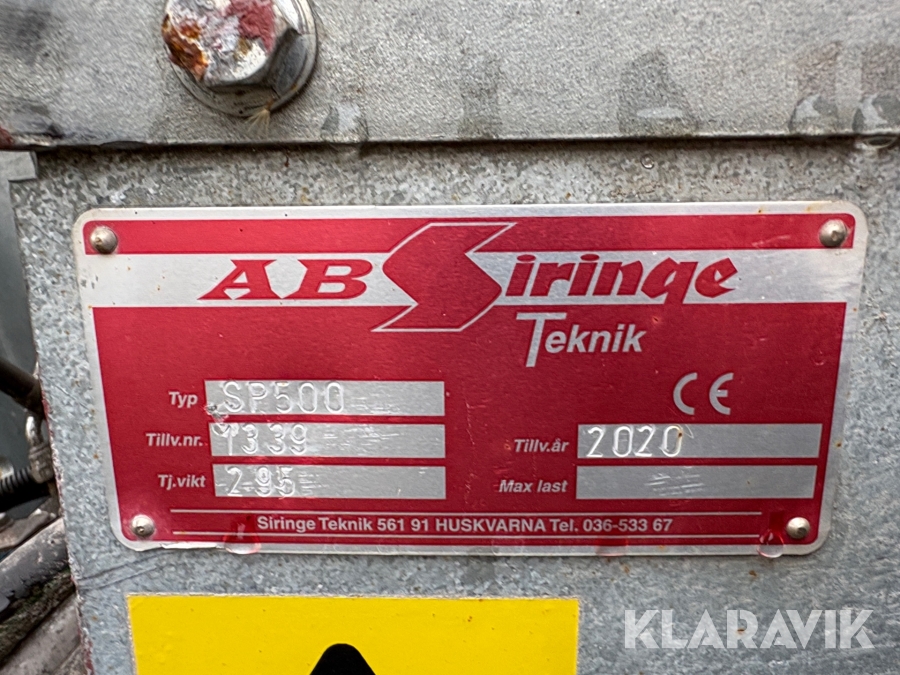 AB Siringe
Teknik
Typ SP500
Tillv.nr. 1339 Tillv.år 2020
Tj.vikt 295 Max last
CE
Siringe Teknik 561 91 HUSKVARNA Tel. 036-533 67
KLARAVIK